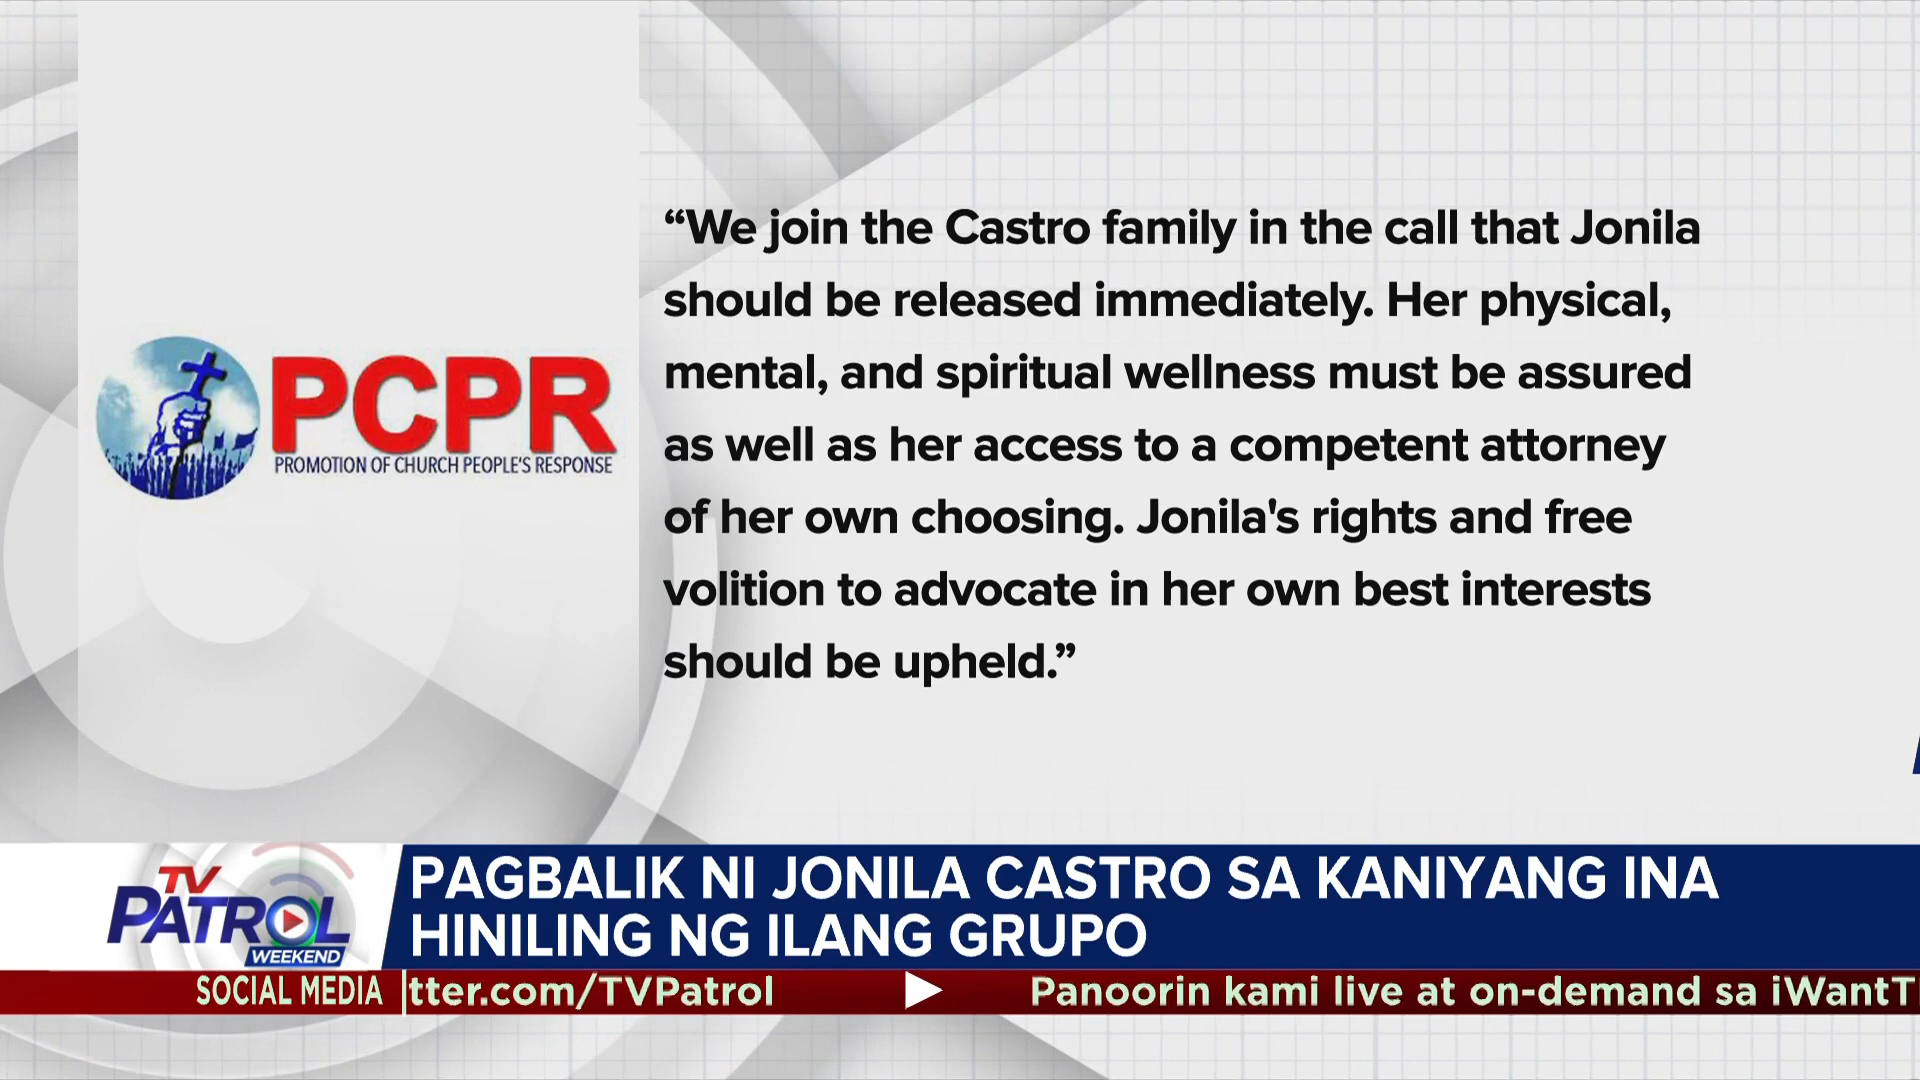 “We join the Castro family in the call that Jonila
should be released immediately. Her physical,
mental, and spiritual wellness must be assured
as well as her access to a competent attorney
of her own choosing. Jonila's rights and free
volition to advocate in her own best interests
should be upheld.”
PCPR
PROMOTION OF CHURCH PEOPLE'S RESPONSE
TV
PATROL
WEEKEND
PAGBALIK NI JONILA CASTRO SA KANIYANG INA
HINILING NG ILANG GRUPO
SOCIAL MEDIA tter.com/TVPatrol Panoorin kami live at on-demand sa iWantT